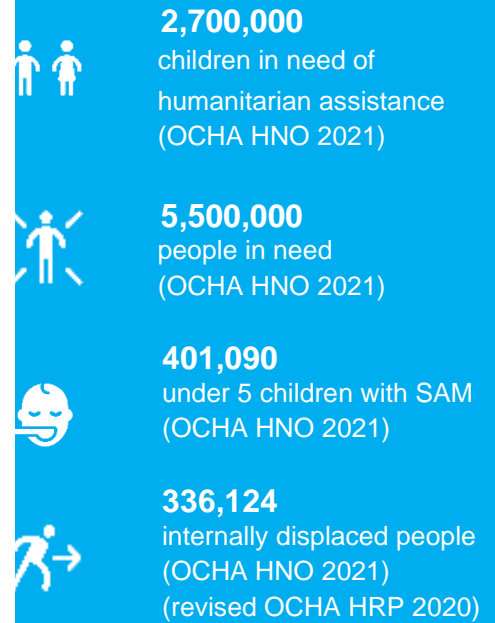 2,700,000
children in need of
humanitarian assistance
(OCHA HNO 2021)
5,500,000
people in need
(OCHA HNO 2021)
401,090
under 5 children with SAM
(OCHA HNO 2021)
336,124
internally displaced people
(OCHA HNO 2021)
(revised OCHA HRP 2020)